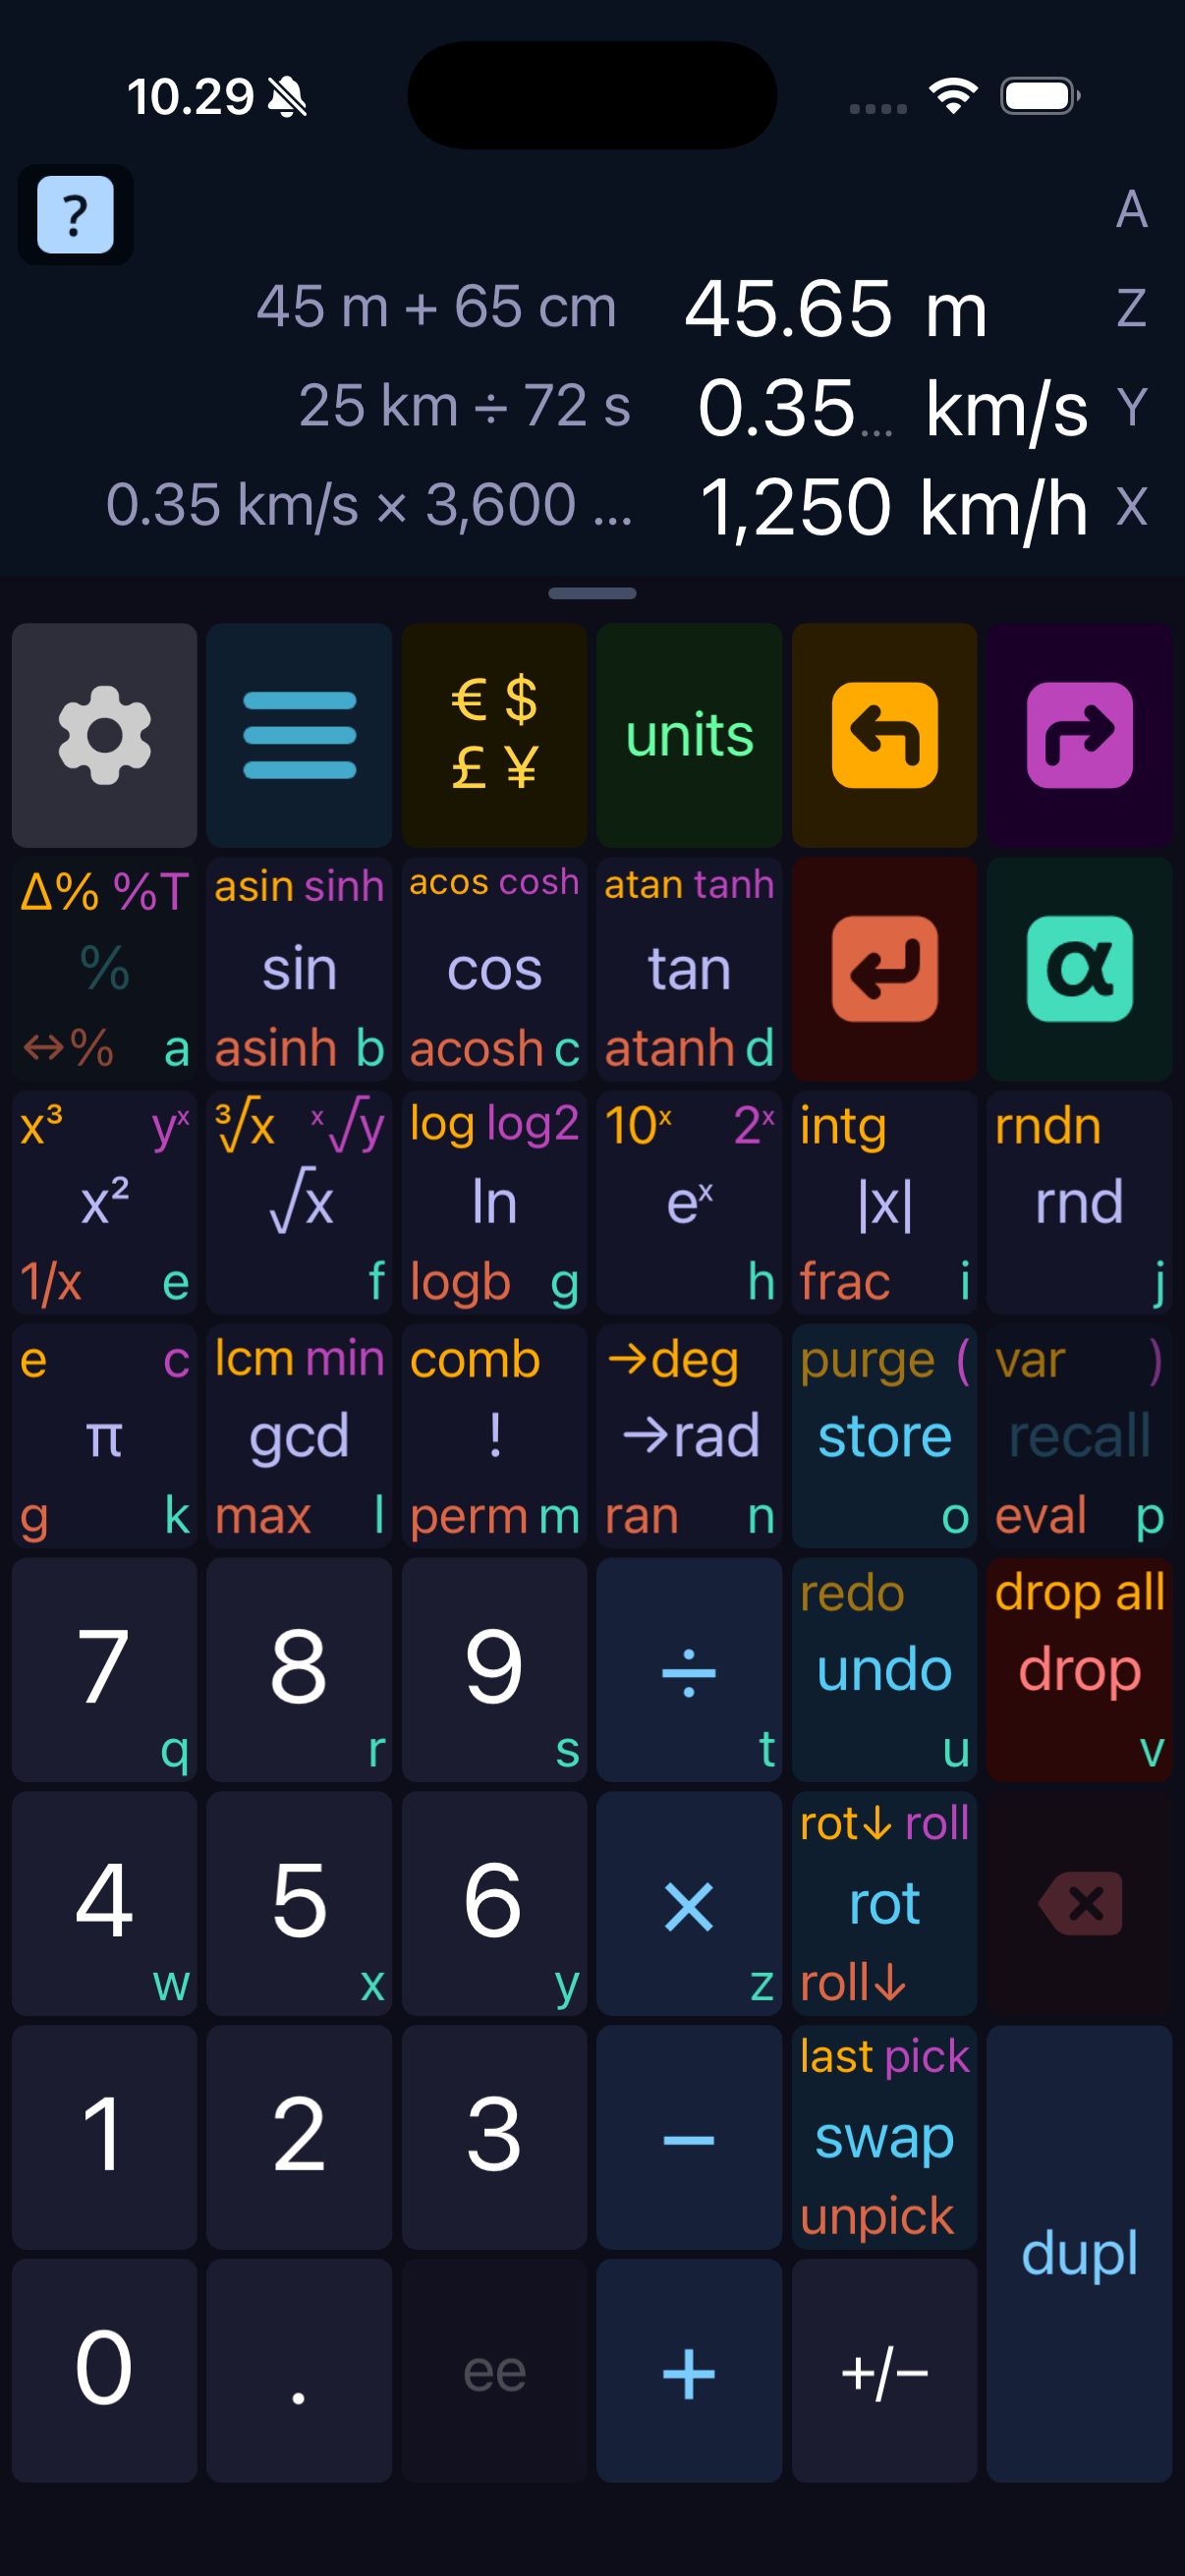 10.29
?
A
45 m + 65 cm 45.65 m Z
25 km ÷ 72 s 0.35... km/s Y
0.35 km/s × 3,600 ... 1,250 km/h X
€ $ units
£ ¥
Δ% %T asin sinh acos cosh atan tanh
% sin cos tan α
↔% a asinh b acosh c atanh d
x³ yˣ ³√x ˣ√y log log2 10ˣ 2ˣ intg rndn
x² √x ln eˣ |x| rnd
1/x e f logb g h frac i j
e c lcm min comb →deg purge ( var )
π gcd ! →rad store recall
g k max l perm m ran n o eval p
redo drop all
7 8 9 ÷ undo drop
q r s t u v
rot↓ roll
4 5 6 × rot
w x y z roll↓
last pick
1 2 3 − swap
unpick
dupl
0 . ee + +/−